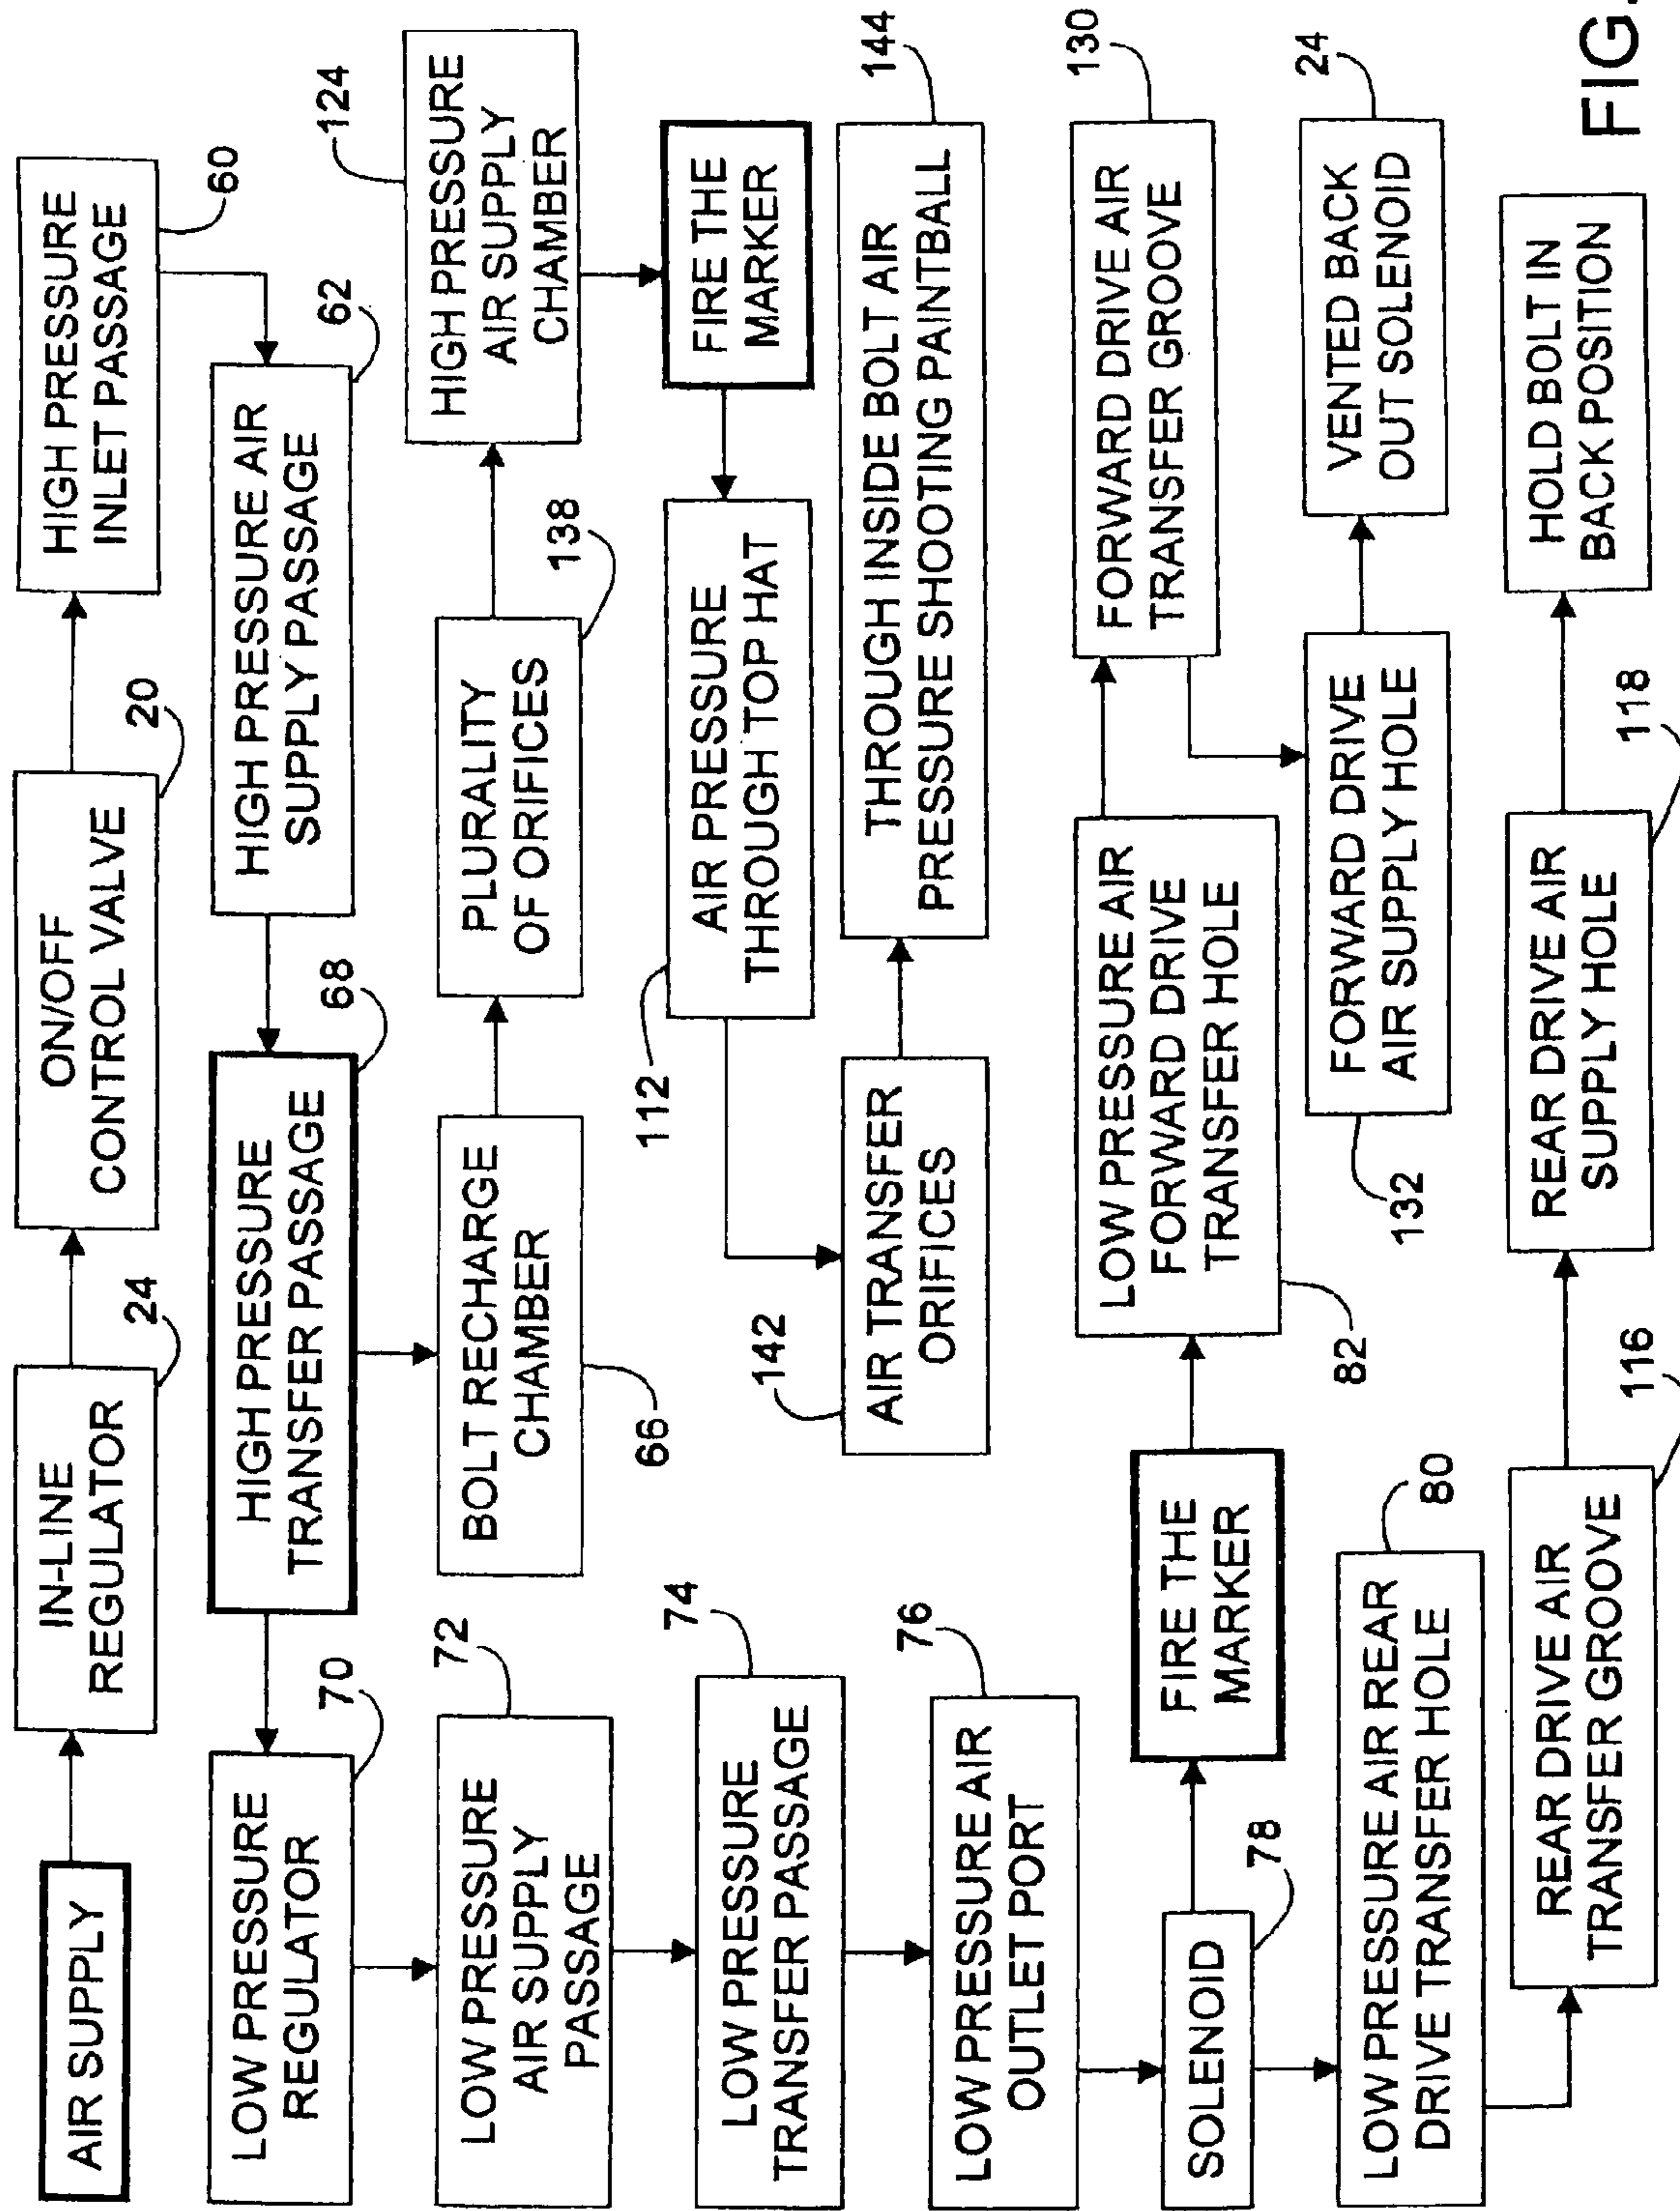 AIR SUPPLY
IN-LINE
REGULATOR
24
ON/OFF
CONTROL VALVE
20
HIGH PRESSURE
INLET PASSAGE
60
HIGH PRESSURE AIR
SUPPLY PASSAGE
62
HIGH PRESSURE
TRANSFER PASSAGE
68
LOW PRESSURE
REGULATOR
70
BOLT RECHARGE
CHAMBER
66
PLURALITY
OF ORIFICES
138
HIGH PRESSURE
AIR SUPPLY
CHAMBER
124
FIRE THE
MARKER
AIR PRESSURE
THROUGH TOP HAT
112
AIR TRANSFER
ORIFICES
142
THROUGH INSIDE BOLT AIR
PRESSURE SHOOTING PAINTBALL
144
LOW PRESSURE
AIR SUPPLY
PASSAGE
72
LOW PRESSURE
TRANSFER PASSAGE
74
LOW PRESSURE AIR
OUTLET PORT
76
SOLENOID
78
FIRE THE
MARKER
LOW PRESSURE AIR
FORWARD DRIVE
TRANSFER HOLE
82
FORWARD DRIVE AIR
TRANSFER GROOVE
130
FORWARD DRIVE
AIR SUPPLY HOLE
132
VENTED BACK
OUT SOLENOID
24
LOW PRESSURE AIR REAR
DRIVE TRANSFER HOLE
80
REAR DRIVE AIR
TRANSFER GROOVE
116
REAR DRIVE AIR
SUPPLY HOLE
118
HOLD BOLT IN
BACK POSITION
FIG.